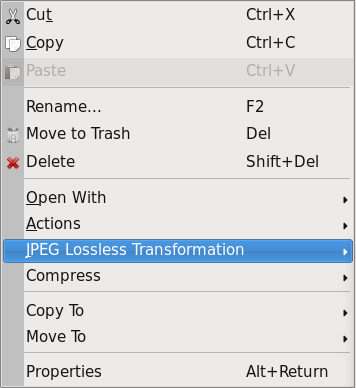 Cut Ctrl+X
Copy Ctrl+C
Paste Ctrl+V
Rename... F2
Move to Trash Del
Delete Shift+Del
Open With
Actions
JPEG Lossless Transformation
Compress
Copy To
Move To
Properties Alt+Return